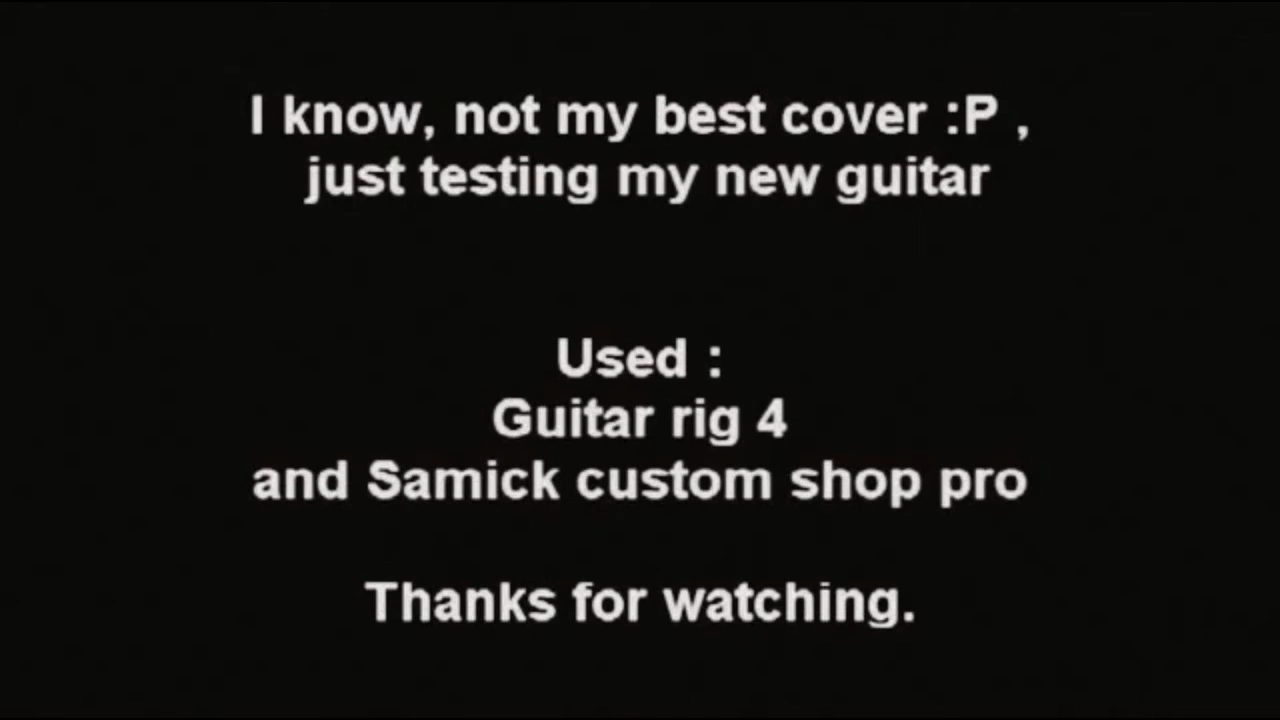 I know, not my best cover :P ,
just testing my new guitar
Used :
Guitar rig 4
and Samick custom shop pro
Thanks for watching.